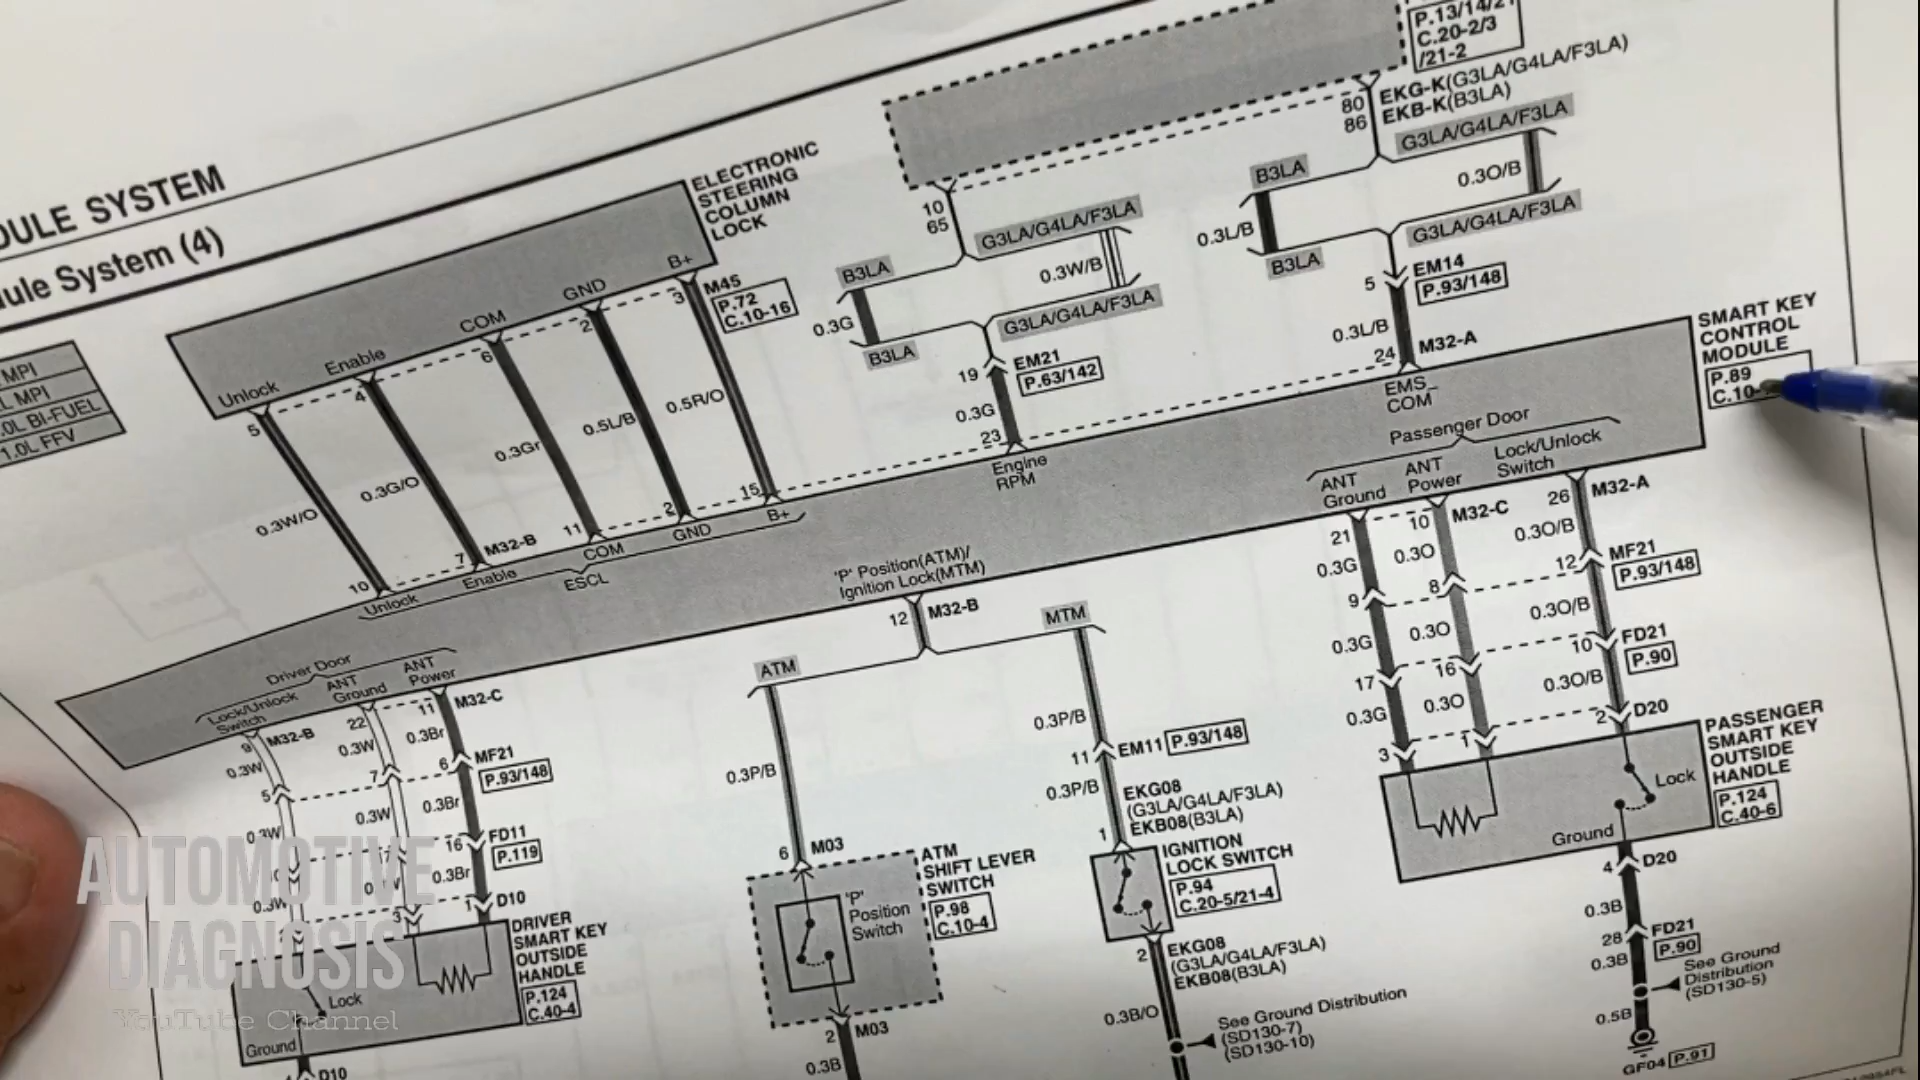 P.13/14/21
C.20-2/3
/21-2
80
86
EKG-K(G3LA/G4LA/F3LA)
EKB-K(B3LA)
G3LA/G4LA/F3LA
B3LA
0.3O/B
0.3L/B
B3LA
G3LA/G4LA/F3LA
5
EM14
P.93/148
0.3L/B
24
M32-A
EMS_
COM
DULE SYSTEM
dule System (4)
MPI
L MPI
.0L BI-FUEL
1.0L FFV
ELECTRONIC
STEERING
COLUMN
LOCK
Unlock
Enable
COM
GND
B+
5
4
6
2
3
M45
P.72
C.10-16
0.3W/O
0.3G/O
0.3Gr
0.5L/B
0.5R/O
10
7
M32-B
11
2
15
Unlock
Enable
COM
GND
B+
ESCL
10
65
G3LA/G4LA/F3LA
B3LA
0.3W/B
0.3G
B3LA
G3LA/G4LA/F3LA
19
EM21
P.63/142
0.3G
23
Engine
RPM
SMART KEY
CONTROL
MODULE
P.89
C.10-
Passenger Door
ANT
Ground
ANT
Power
Lock/Unlock
Switch
21
10
M32-C
26
M32-A
0.3G
0.3O
0.3O/B
9
8
12
MF21
P.93/148
0.3G
0.3O
0.3O/B
17
16
10
FD21
P.90
0.3G
0.3O
0.3O/B
3
1
2
D20
PASSENGER
SMART KEY
OUTSIDE
HANDLE
P.124
C.40-6
Lock
Ground
4
D20
0.3B
28
FD21
P.90
0.3B
See Ground
Distribution
(SD130-5)
0.5B
GF04
P.91
'P' Position(ATM)/
Ignition Lock(MTM)
12
M32-B
ATM
MTM
0.3P/B
0.3P/B
11
EM11
P.93/148
0.3P/B
EKG08
(G3LA/G4LA/F3LA)
EKB08(B3LA)
1
IGNITION
LOCK SWITCH
P.94
C.20-5/21-4
2
EKG08
(G3LA/G4LA/F3LA)
EKB08(B3LA)
0.3B/O
See Ground Distribution
(SD130-7)
(SD130-10)
6
M03
ATM
SHIFT LEVER
SWITCH
P.98
C.10-4
'P'
Position
Switch
2
M03
0.3B
Driver Door
Lock/Unlock
Switch
ANT
Ground
ANT
Power
9
M32-B
22
11
M32-C
0.3W
0.3W
0.3Br
5
7
6
MF21
P.93/148
0.3W
0.3W
0.3Br
16
FD11
P.119
0.3W
0.3Br
3
1
D10
DRIVER
SMART KEY
OUTSIDE
HANDLE
P.124
C.40-4
Lock
Ground
D10
AUTOMOTIVE
DIAGNOSIS
YouTube Channel